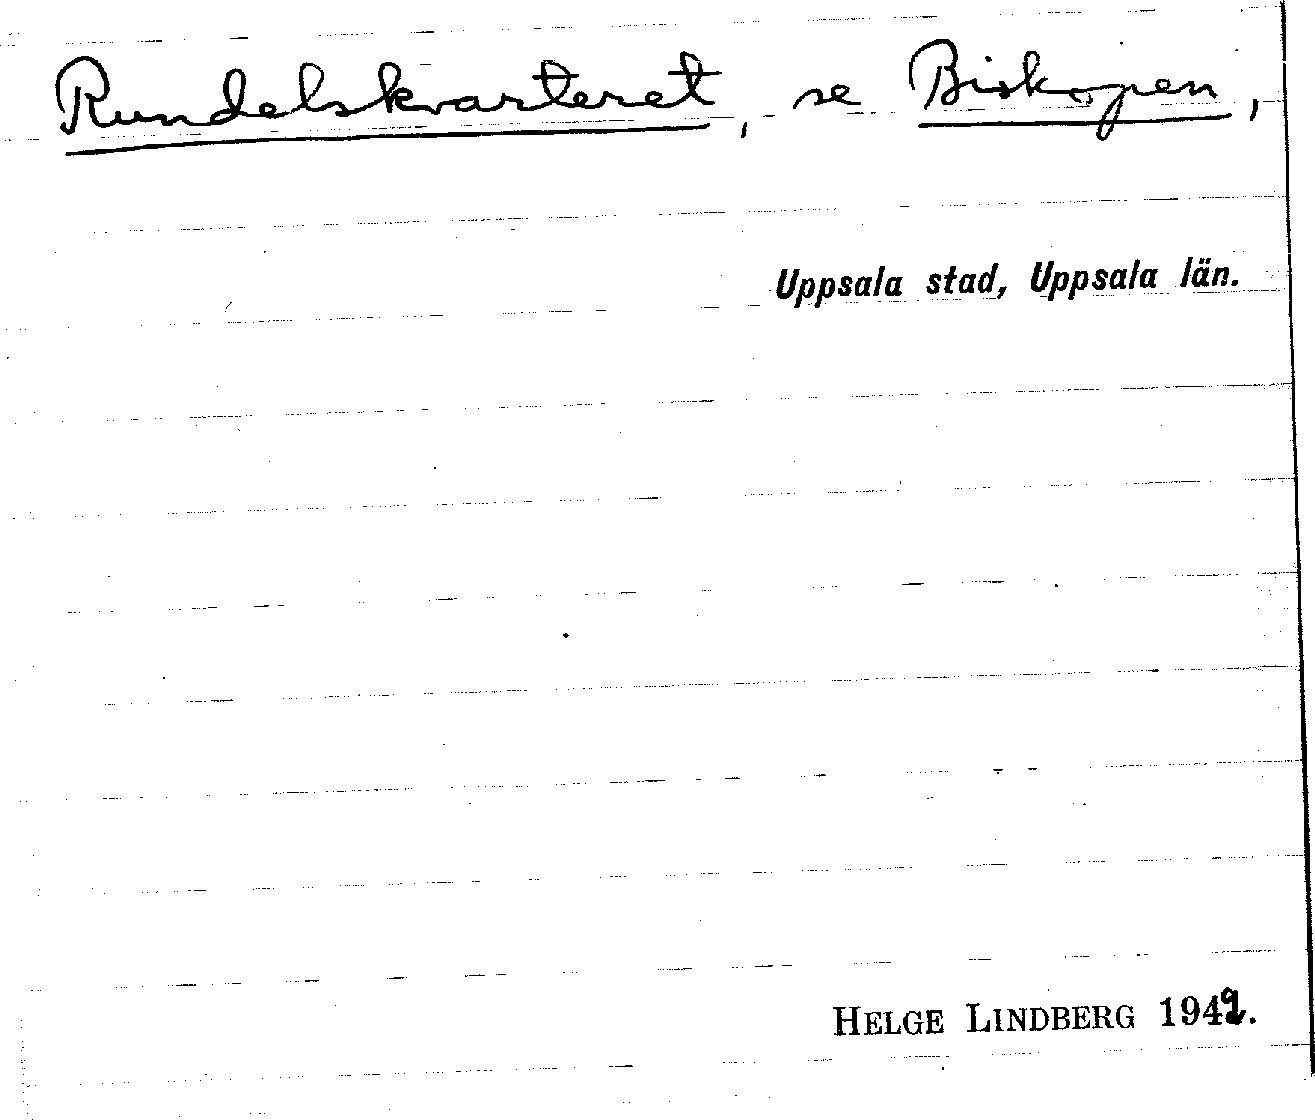 Rundelskvarteret, se Biskopen,
Uppsala stad, Uppsala län.
HELGE LINDBERG 1949.